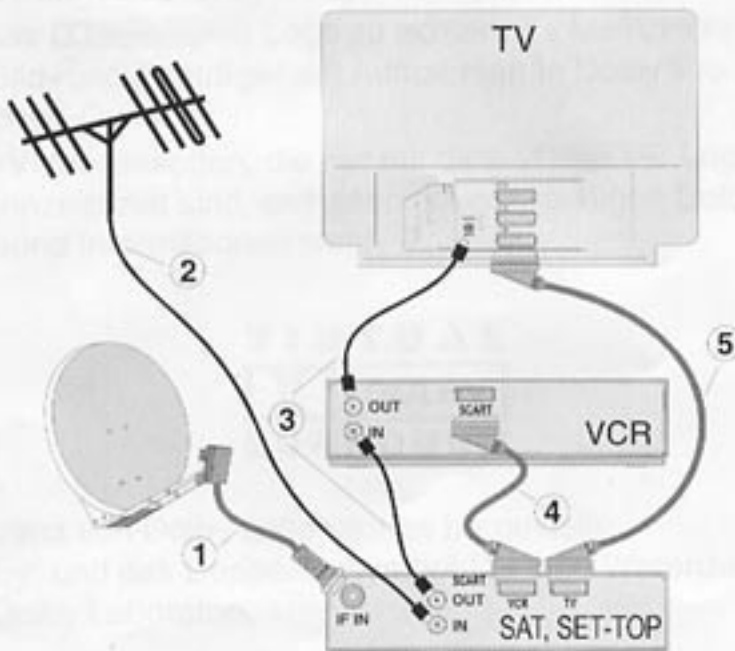 TV
2
5
3
OUT
IN
SCART
VCR
4
1
IF IN
SCART
OUT
IN
VCR
TV
SAT, SET-TOP